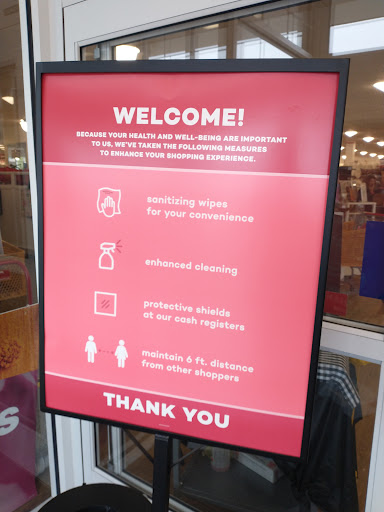 WELCOME!
BECAUSE YOUR HEALTH AND WELL-BEING ARE IMPORTANT
TO US, WE'VE TAKEN THE FOLLOWING MEASURES
TO ENHANCE YOUR SHOPPING EXPERIENCE.
sanitizing wipes
for your convenience
enhanced cleaning
protective shields
at our cash registers
maintain 6 ft. distance
from other shoppers
THANK YOU
s